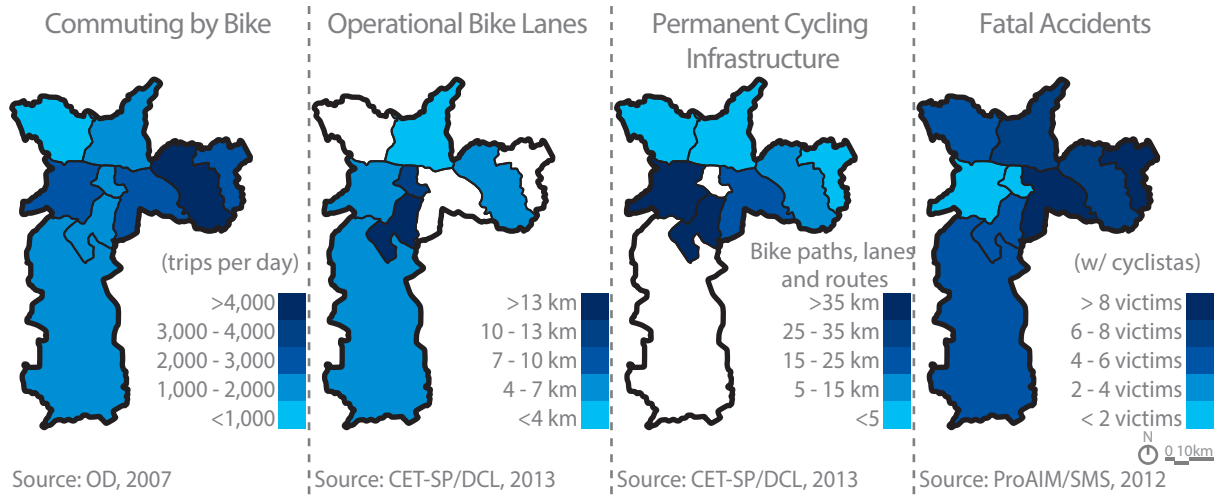 Commuting by Bike
(trips per day)
>4,000
3,000 - 4,000
2,000 - 3,000
1,000 - 2,000
<1,000
Source: OD, 2007
Operational Bike Lanes
>13 km
10 - 13 km
7 - 10 km
4 - 7 km
<4 km
Source: CET-SP/DCL, 2013
Permanent Cycling
Infrastructure
Bike paths, lanes
and routes
>35 km
25 - 35 km
15 - 25 km
5 - 15 km
<5
Source: CET-SP/DCL, 2013
Fatal Accidents
(w/ cyclistas)
> 8 victims
6 - 8 victims
4 - 6 victims
2 - 4 victims
< 2 victims
N
0 10km
Source: ProAIM/SMS, 2012